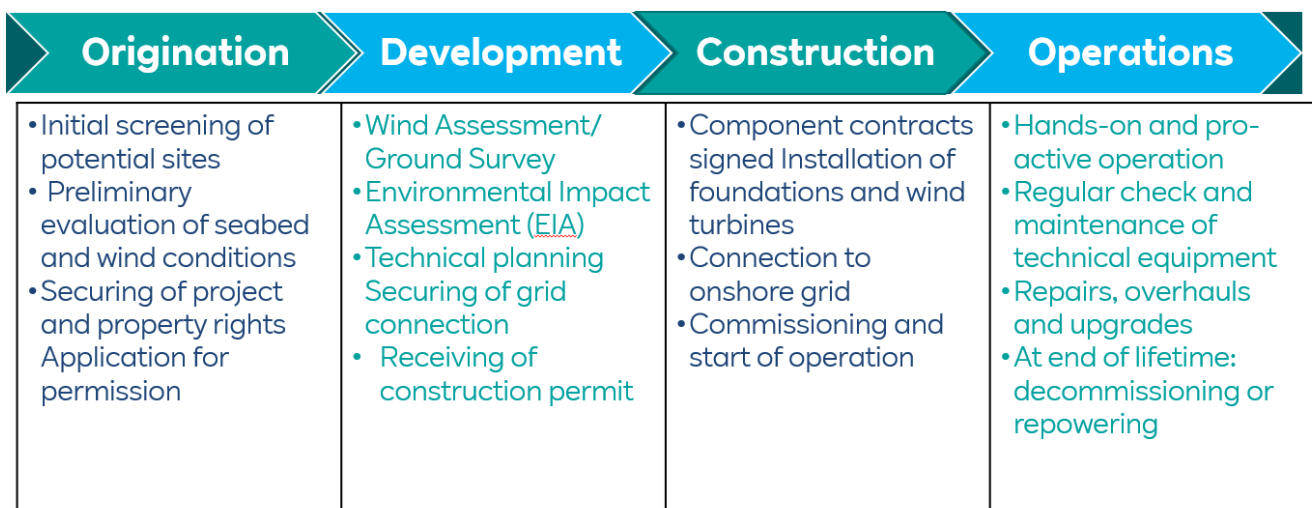 Origination
Development
Construction
Operations
•Initial screening of
potential sites
• Preliminary
evaluation of seabed
and wind conditions
•Securing of project
and property rights
Application for
permission
•Wind Assessment/
Ground Survey
•Environmental Impact
Assessment (EIA)
•Technical planning
Securing of grid
connection
• Receiving of
construction permit
•Component contracts
signed Installation of
foundations and wind
turbines
•Connection to
onshore grid
•Commissioning and
start of operation
•Hands-on and pro-
active operation
•Regular check and
maintenance of
technical equipment
•Repairs, overhauls
and upgrades
•At end of lifetime:
decommissioning or
repowering